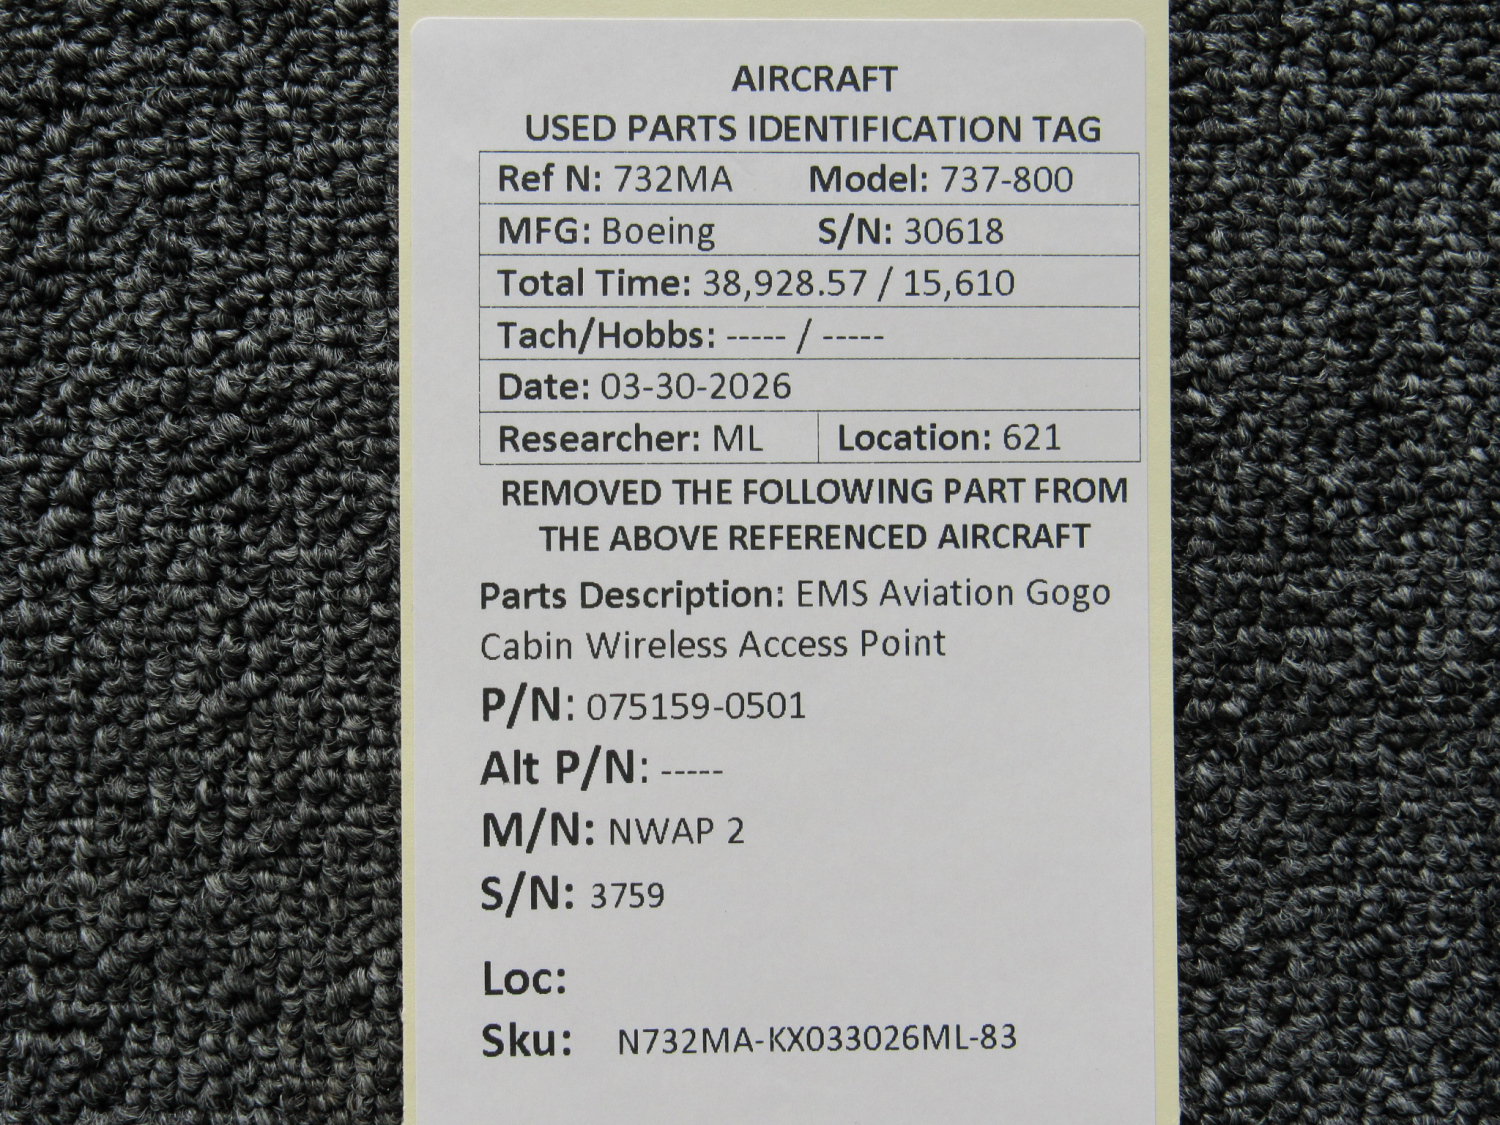 AIRCRAFT
USED PARTS IDENTIFICATION TAG
Ref N: 732MA Model: 737-800
MFG: Boeing S/N: 30618
Total Time: 38,928.57 / 15,610
Tach/Hobbs: ----- / -----
Date: 03-30-2026
Researcher: ML Location: 621
REMOVED THE FOLLOWING PART FROM
THE ABOVE REFERENCED AIRCRAFT
Parts Description: EMS Aviation Gogo
Cabin Wireless Access Point
P/N: 075159-0501
Alt P/N: -----
M/N: NWAP 2
S/N: 3759
Loc:
Sku: N732MA-KX033026ML-83